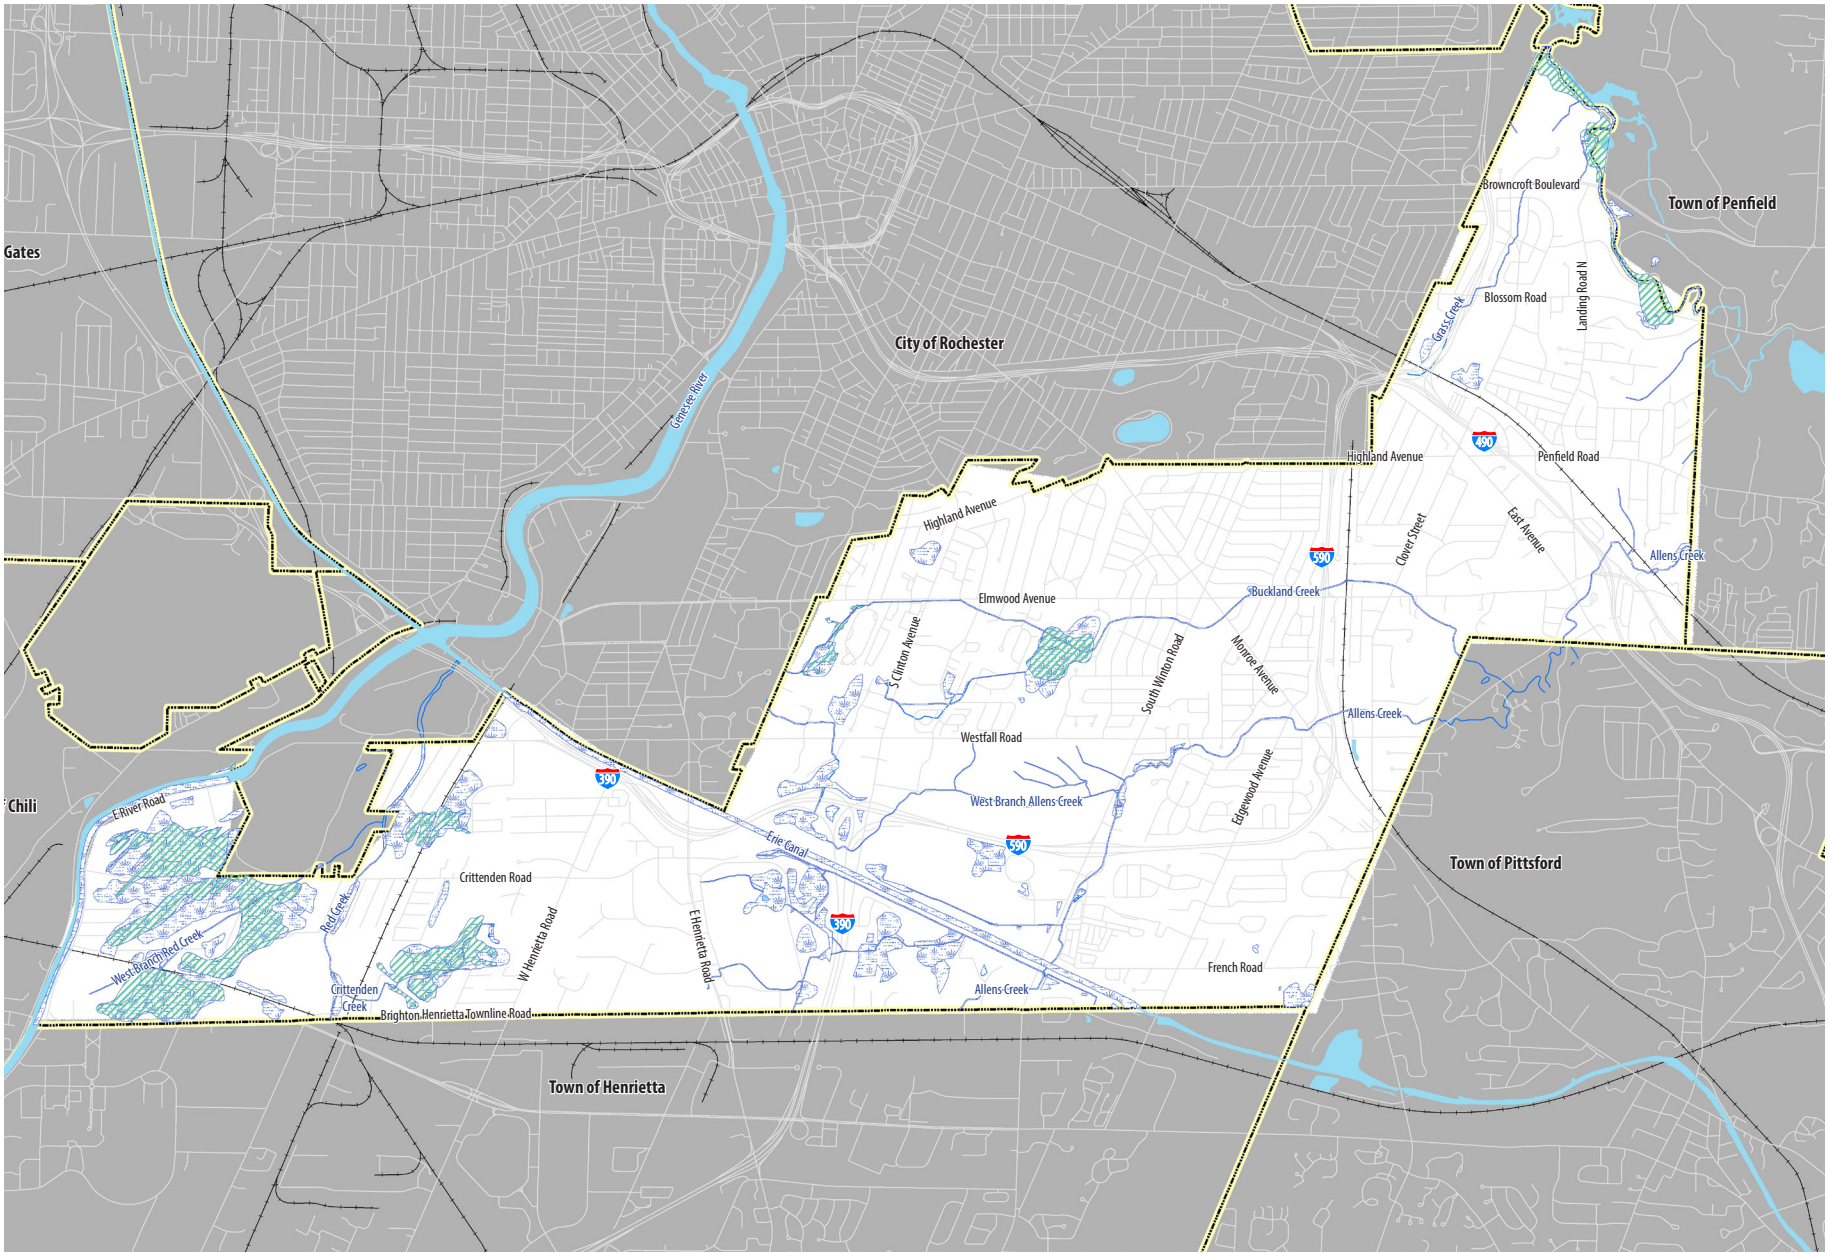 Browncroft Boulevard
Town of Penfield
Gates
Landing Road N
Blossom Road
Grass Creek
City of Rochester
Genesee River
490
Highland Avenue
Penfield Road
Highland Avenue
Clover Street
East Avenue
590
Allens Creek
Buckland Creek
Elmwood Avenue
S Clinton Avenue
South Winton Road
Monroe Avenue
Allens Creek
Westfall Road
390
Edgewood Avenue
Chili
E River Road
West Branch Allens Creek
Erie Canal
590
Town of Pittsford
Crittenden Road
Red Creek
W Henrietta Road
E Henrietta Road
390
West Branch Red Creek
French Road
Crittenden
Creek
Allens Creek
Brighton Henrietta Townline Road
Town of Henrietta